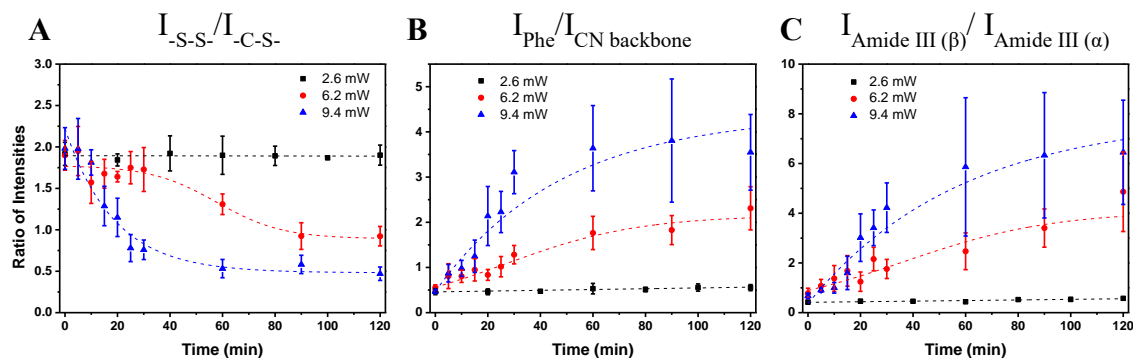 A I-S-S-/I-C-S-
B IPhe/ICN backbone
C IAmide III (β)/ IAmide III (α)
3.0
2.5
2.0
1.5
1.0
0.5
0.0
Ratio of Intensities
2.6 mW
6.2 mW
9.4 mW
0 20 40 60 80 100 120
Time (min)
6
5
4
3
2
1
0
2.6 mW
6.2 mW
9.4 mW
0 20 40 60 80 100 120
Time (min)
10
8
6
4
2
0
2.6 mW
6.2 mW
9.4 mW
0 20 40 60 80 100 120
Time (min)